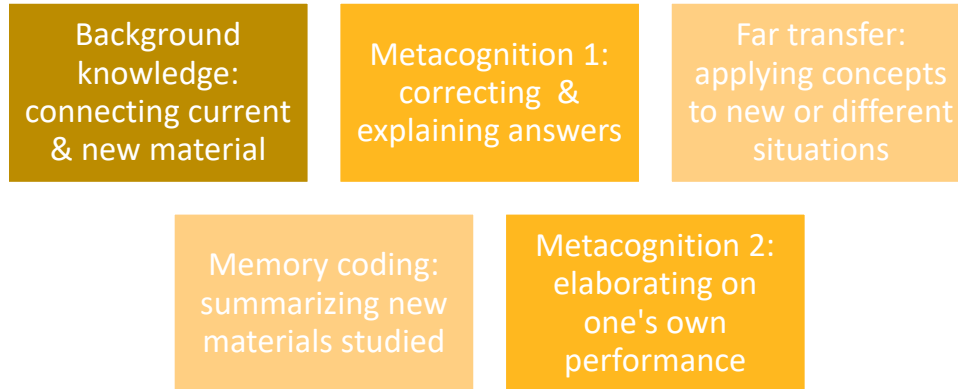 Background
knowledge:
connecting current
& new material
Metacognition 1:
correcting &
explaining answers
Far transfer:
applying concepts
to new or different
situations
Memory coding:
summarizing new
materials studied
Metacognition 2:
elaborating on
one's own
performance